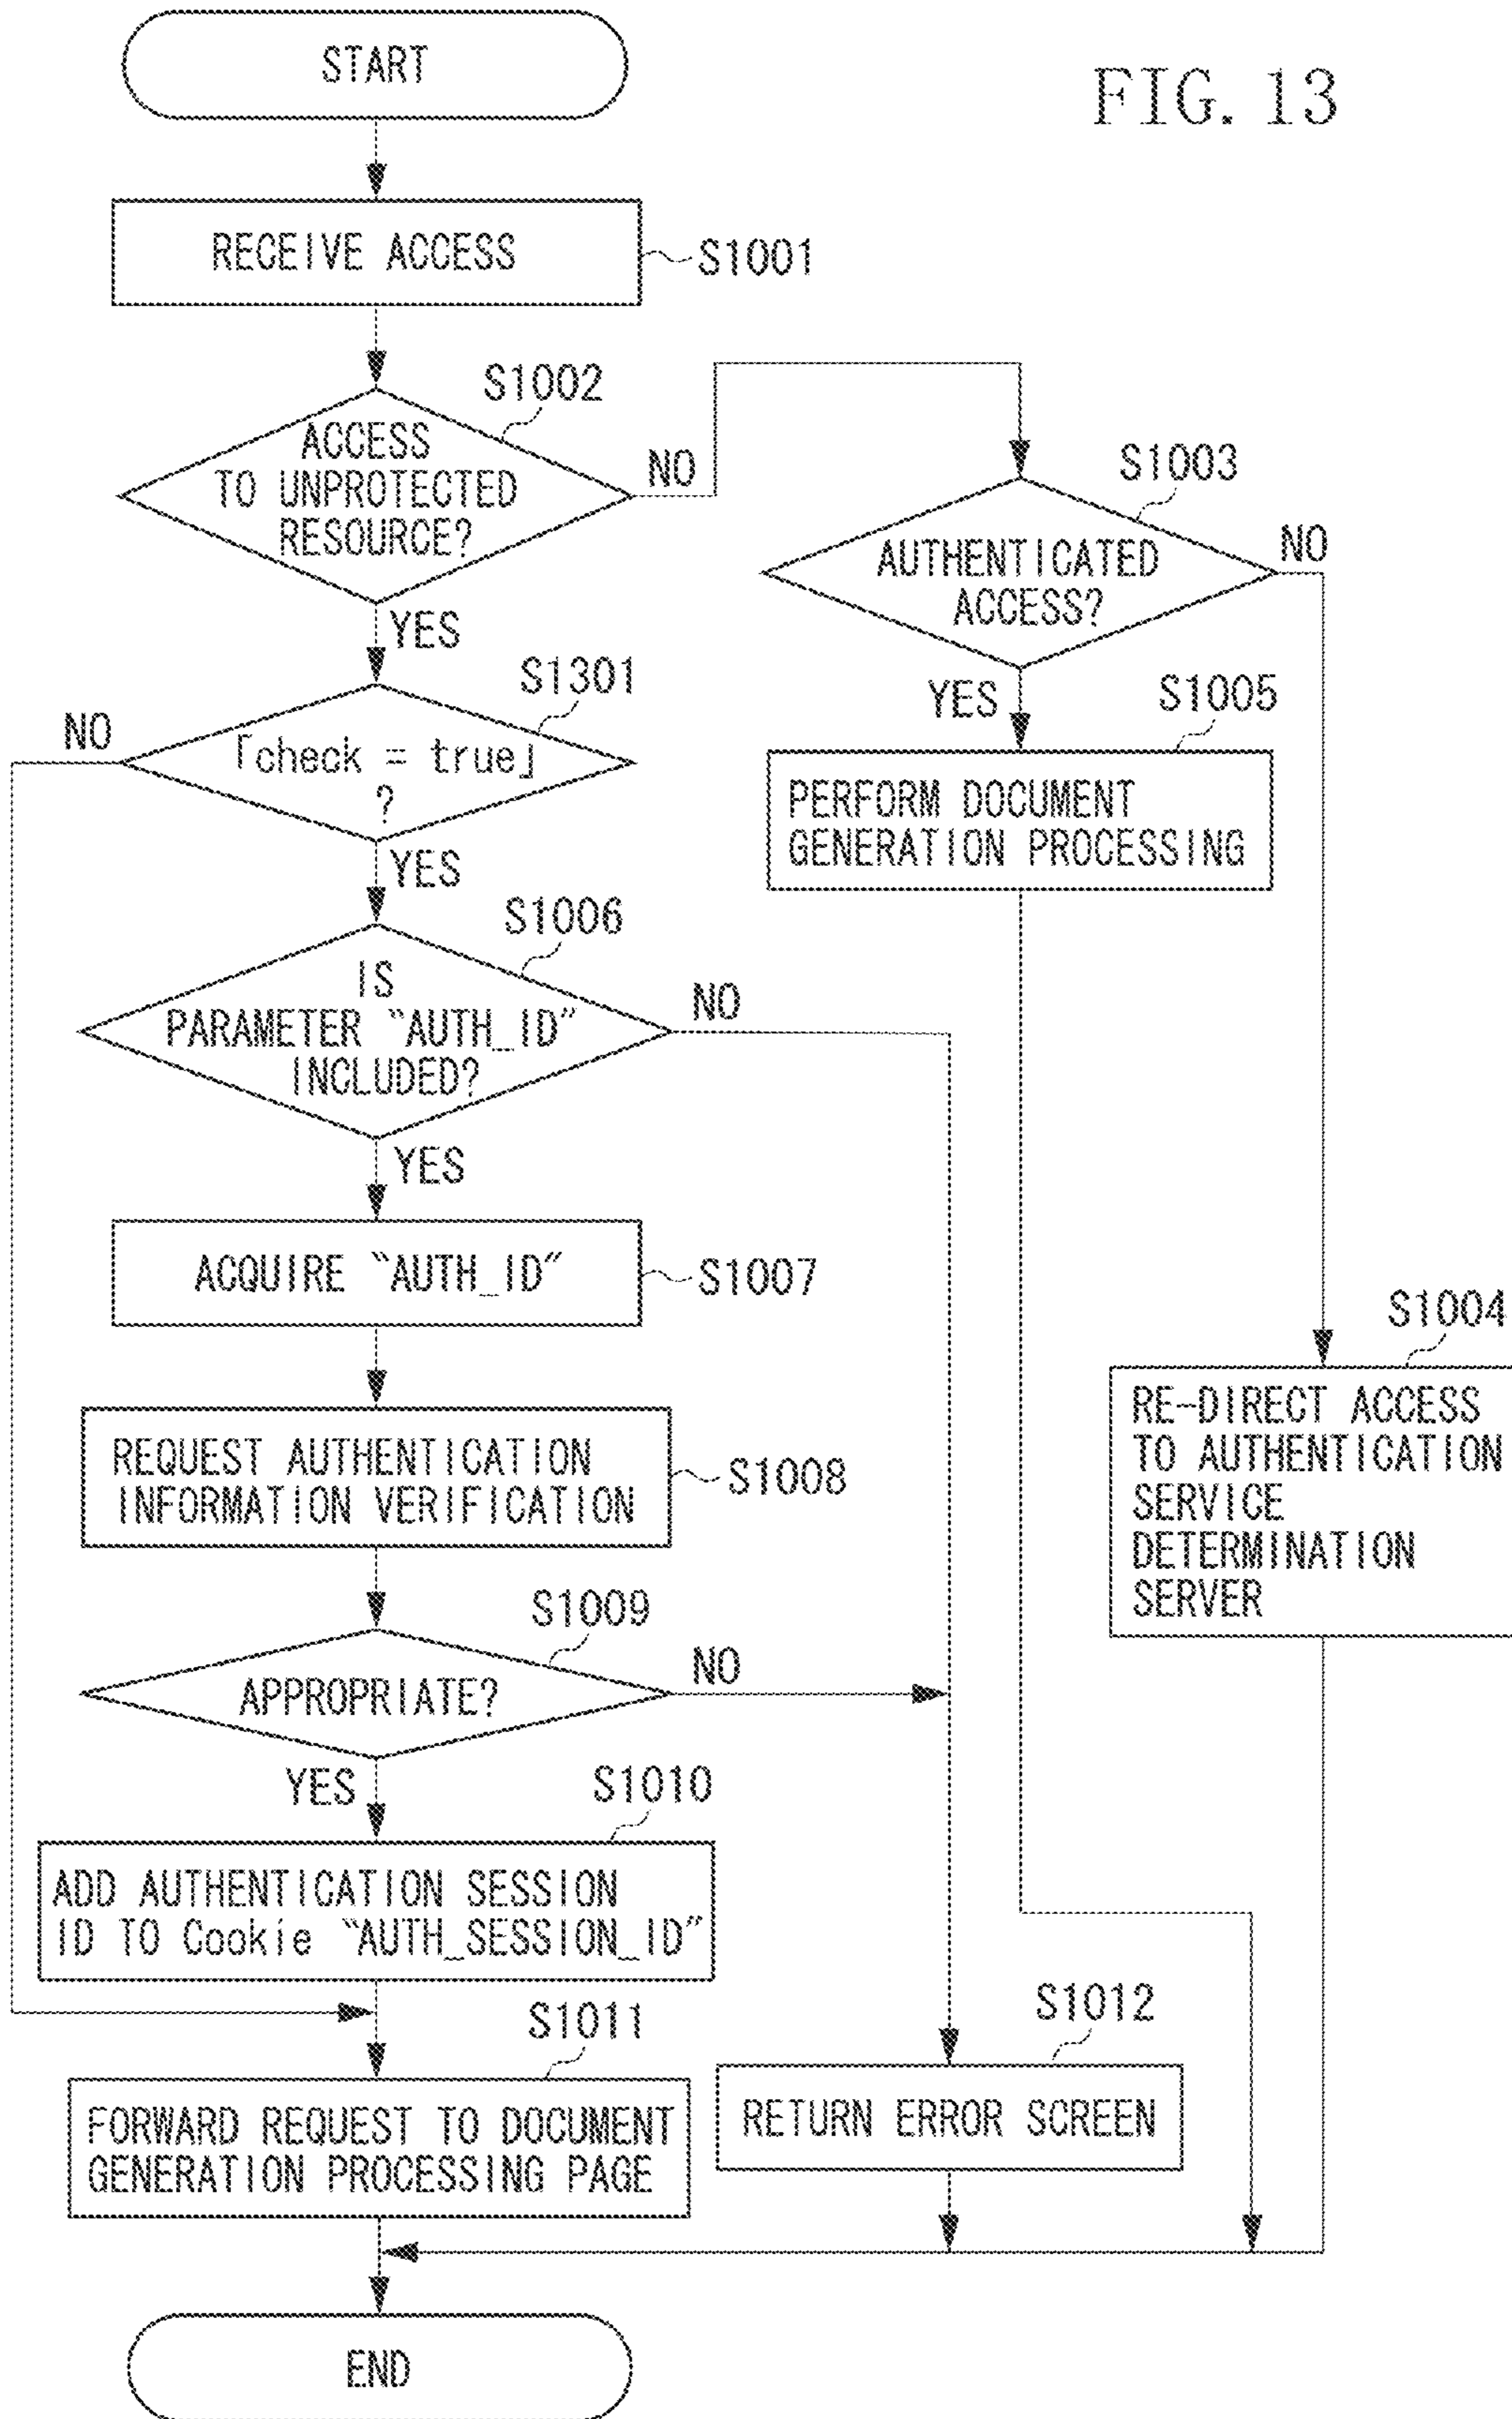 FIG. 13
START
RECEIVE ACCESS
S1001
S1002
ACCESS
TO UNPROTECTED
RESOURCE?
NO
YES
S1003
AUTHENTICATED
ACCESS?
NO
YES
S1301
「check = true」
?
NO
YES
S1005
PERFORM DOCUMENT
GENERATION PROCESSING
S1006
IS
PARAMETER “AUTH_ID”
INCLUDED?
NO
YES
ACQUIRE “AUTH_ID”
S1007
S1004
RE-DIRECT ACCESS
TO AUTHENTICATION
SERVICE
DETERMINATION
SERVER
REQUEST AUTHENTICATION
INFORMATION VERIFICATION
S1008
S1009
APPROPRIATE?
NO
YES
S1010
ADD AUTHENTICATION SESSION
ID TO Cookie “AUTH_SESSION_ID”
S1011
FORWARD REQUEST TO DOCUMENT
GENERATION PROCESSING PAGE
S1012
RETURN ERROR SCREEN
END